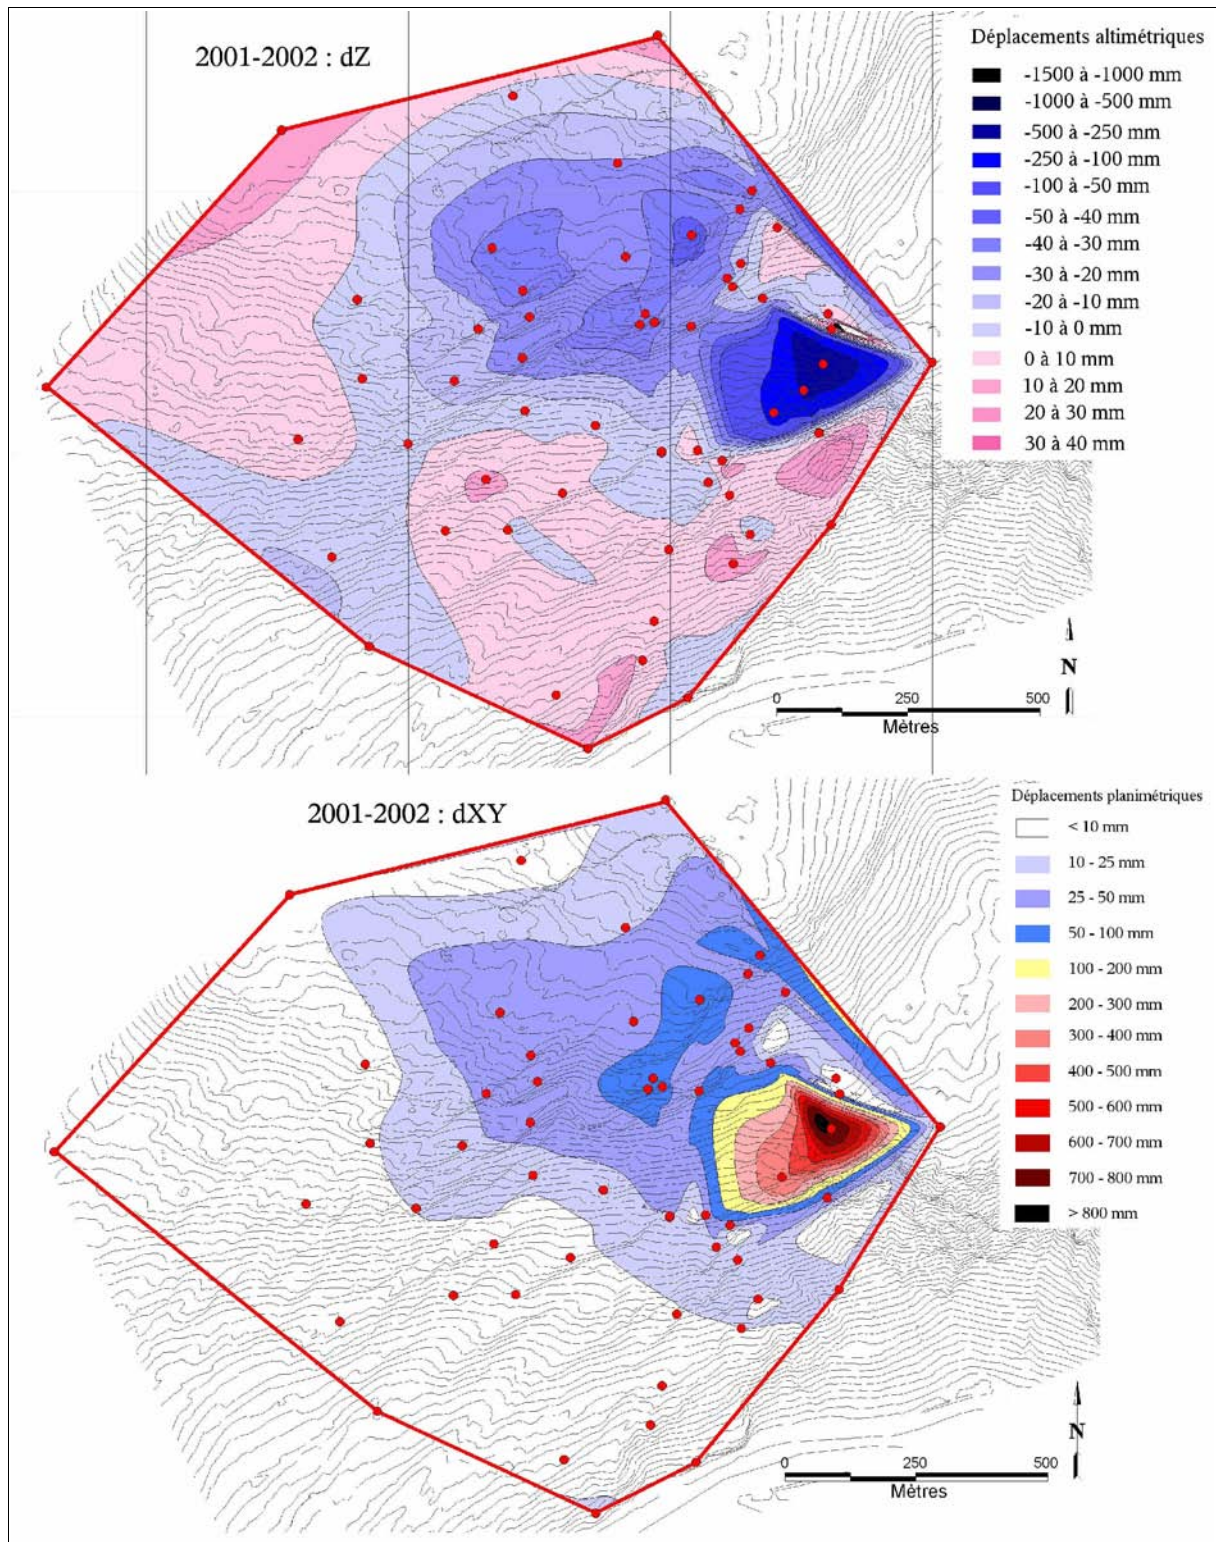 2001-2002 : dZ
Déplacements altimétriques
-1500 à -1000 mm
-1000 à -500 mm
-500 à -250 mm
-250 à -100 mm
-100 à -50 mm
-50 à -40 mm
-40 à -30 mm
-30 à -20 mm
-20 à -10 mm
-10 à 0 mm
0 à 10 mm
10 à 20 mm
20 à 30 mm
30 à 40 mm
N
0 250 500
Mètres
2001-2002 : dXY
Déplacements planimétriques
< 10 mm
10 - 25 mm
25 - 50 mm
50 - 100 mm
100 - 200 mm
200 - 300 mm
300 - 400 mm
400 - 500 mm
500 - 600 mm
600 - 700 mm
700 - 800 mm
> 800 mm
N
0 250 500
Mètres